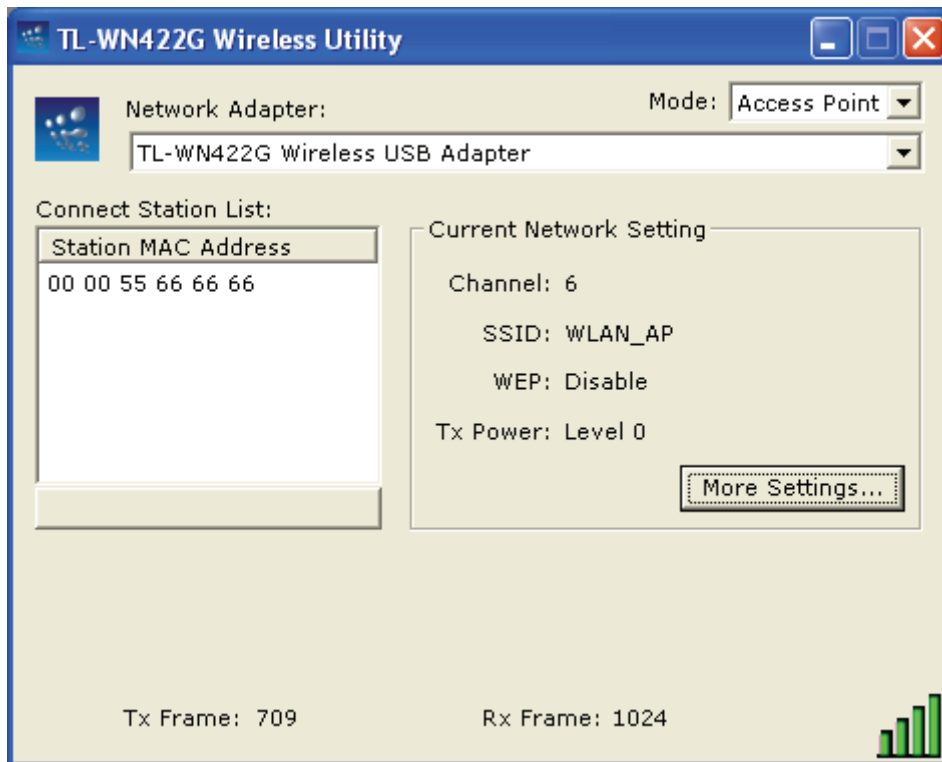 TL-WN422G Wireless Utility
Network Adapter:
Mode: Access Point
TL-WN422G Wireless USB Adapter
Connect Station List:
Station MAC Address
00 00 55 66 66 66
Current Network Setting
Channel: 6
SSID: WLAN_AP
WEP: Disable
Tx Power: Level 0
More Settings...
Tx Frame: 709
Rx Frame: 1024